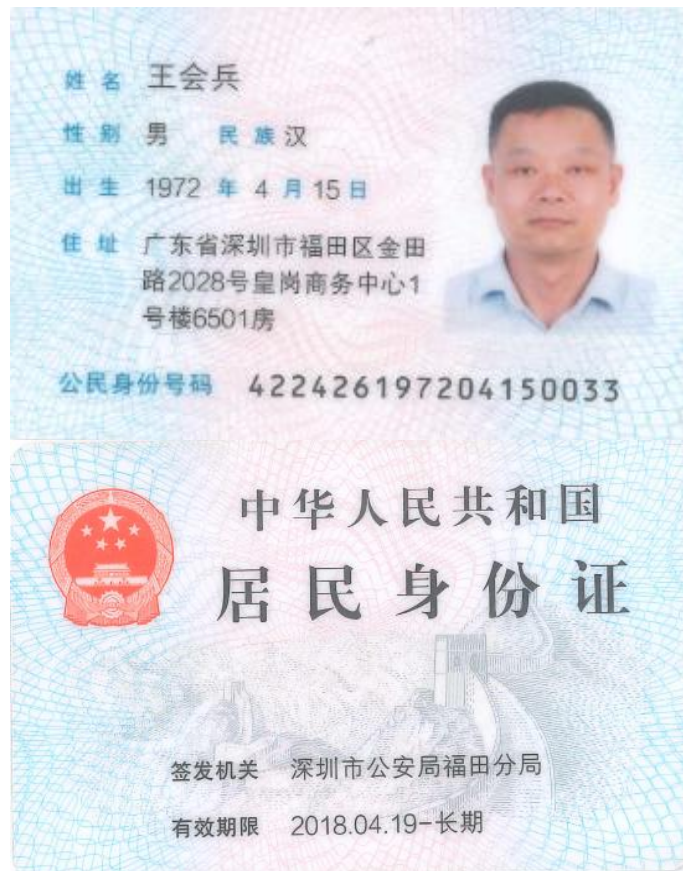 姓名 王会兵
性别 男 民族 汉
出生 1972 年 4 月 15 日
住址 广东省深圳市福田区金田
路2028号皇岗商务中心1
号楼6501房
公民身份号码 422426197204150033
中华人民共和国
居民身份证
签发机关 深圳市公安局福田分局
有效期限 2018.04.19-长期